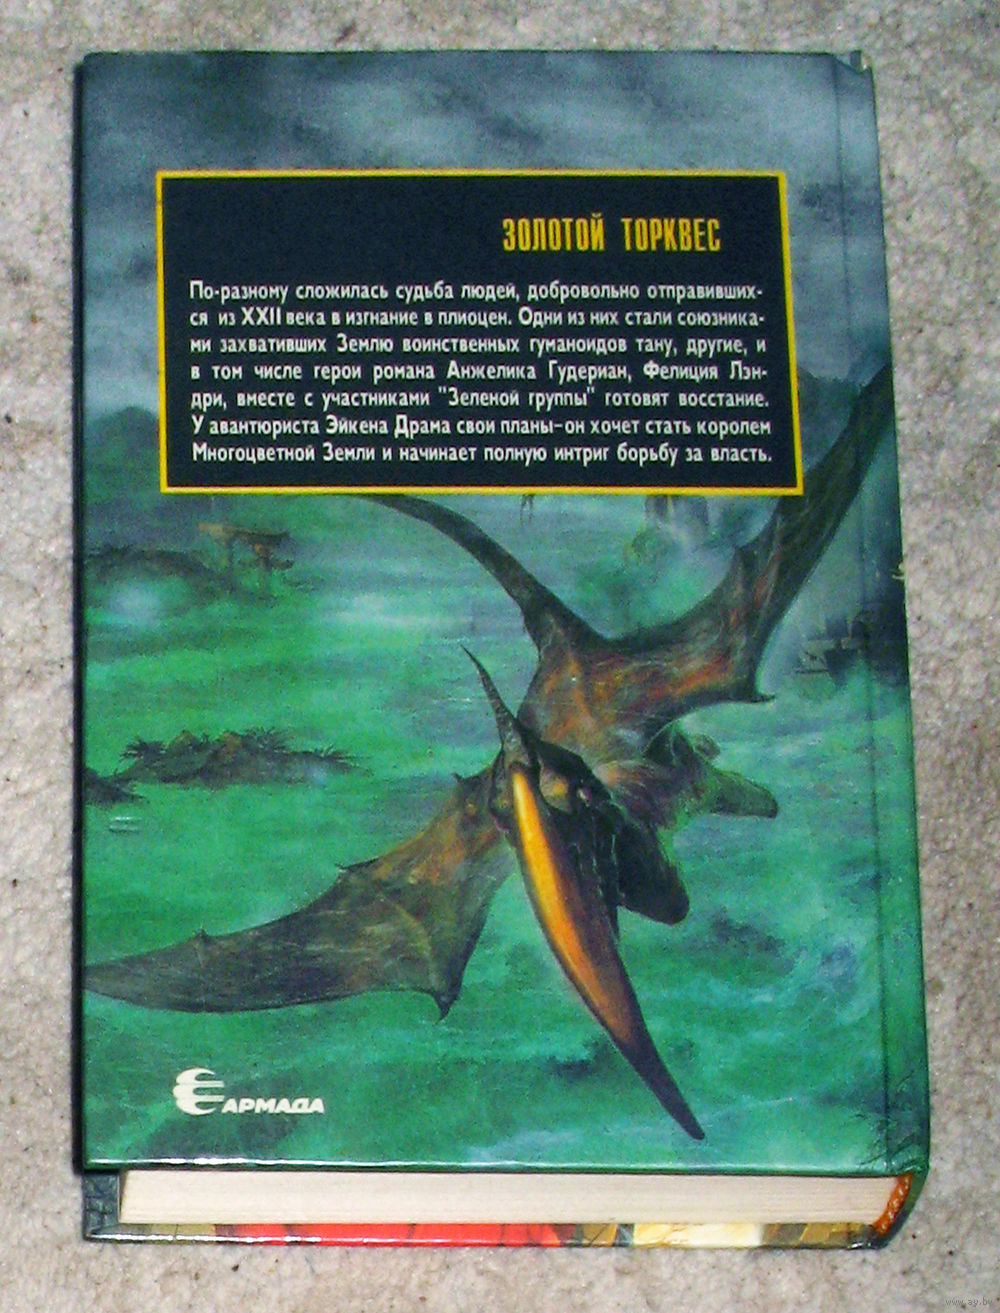 ЗОЛОТОЙ ТОРКВЕС
По-разному сложилась судьба людей, добровольно отправивших-
ся из XXII века в изгнание в плиоцен. Одни из них стали союзника-
ми захвативших Землю воинственных гуманоидов тану, другие, и
в том числе герои романа Анжелика Гудериан, Фелиция Лэн-
дри, вместе с участниками "Зеленой группы" готовят восстание.
У авантюриста Эйкена Драма свои планы–он хочет стать королем
Многоцветной Земли и начинает полную интриг борьбу за власть.
АРМАДА
www.ay.by